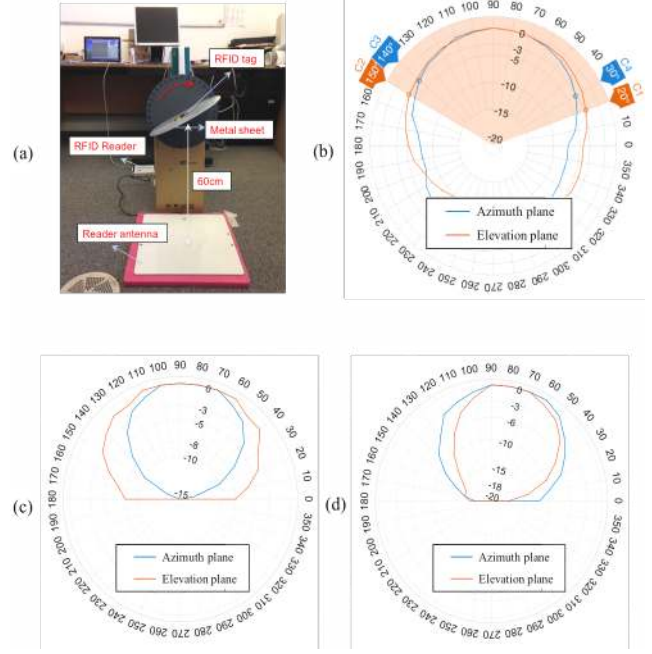 (a)
RFID tag
Metal sheet
RFID Reader
60cm
Reader antenna
(b)
130 120 110 100 90 80 70 60 50 40
C3
140°
C2
150°
C4
30°
C1
20°
160 170 180 190 200 210 220 230 240 250 260 270 280 290 300 310 320 330 340 350 0 10
0
-5
-10
-15
-20
Azimuth plane
Elevation plane
(c)
180 170 160 150 140 130 120 110 100 90 80 70 60 50 40 30 20 10 0
190 200 210 220 230 240 250 260 270 280 290 300 310 320 330 340 350
0
-3
-5
-8
-10
-15
Azimuth plane
Elevation plane
(d)
180 170 160 150 140 130 120 110 100 90 80 70 60 50 40 30 20 10 0
190 200 210 220 230 240 250 260 270 280 290 300 310 320 330 340 350
0
-3
-6
-10
-15
-18
-20
Azimuth plane
Elevation plane